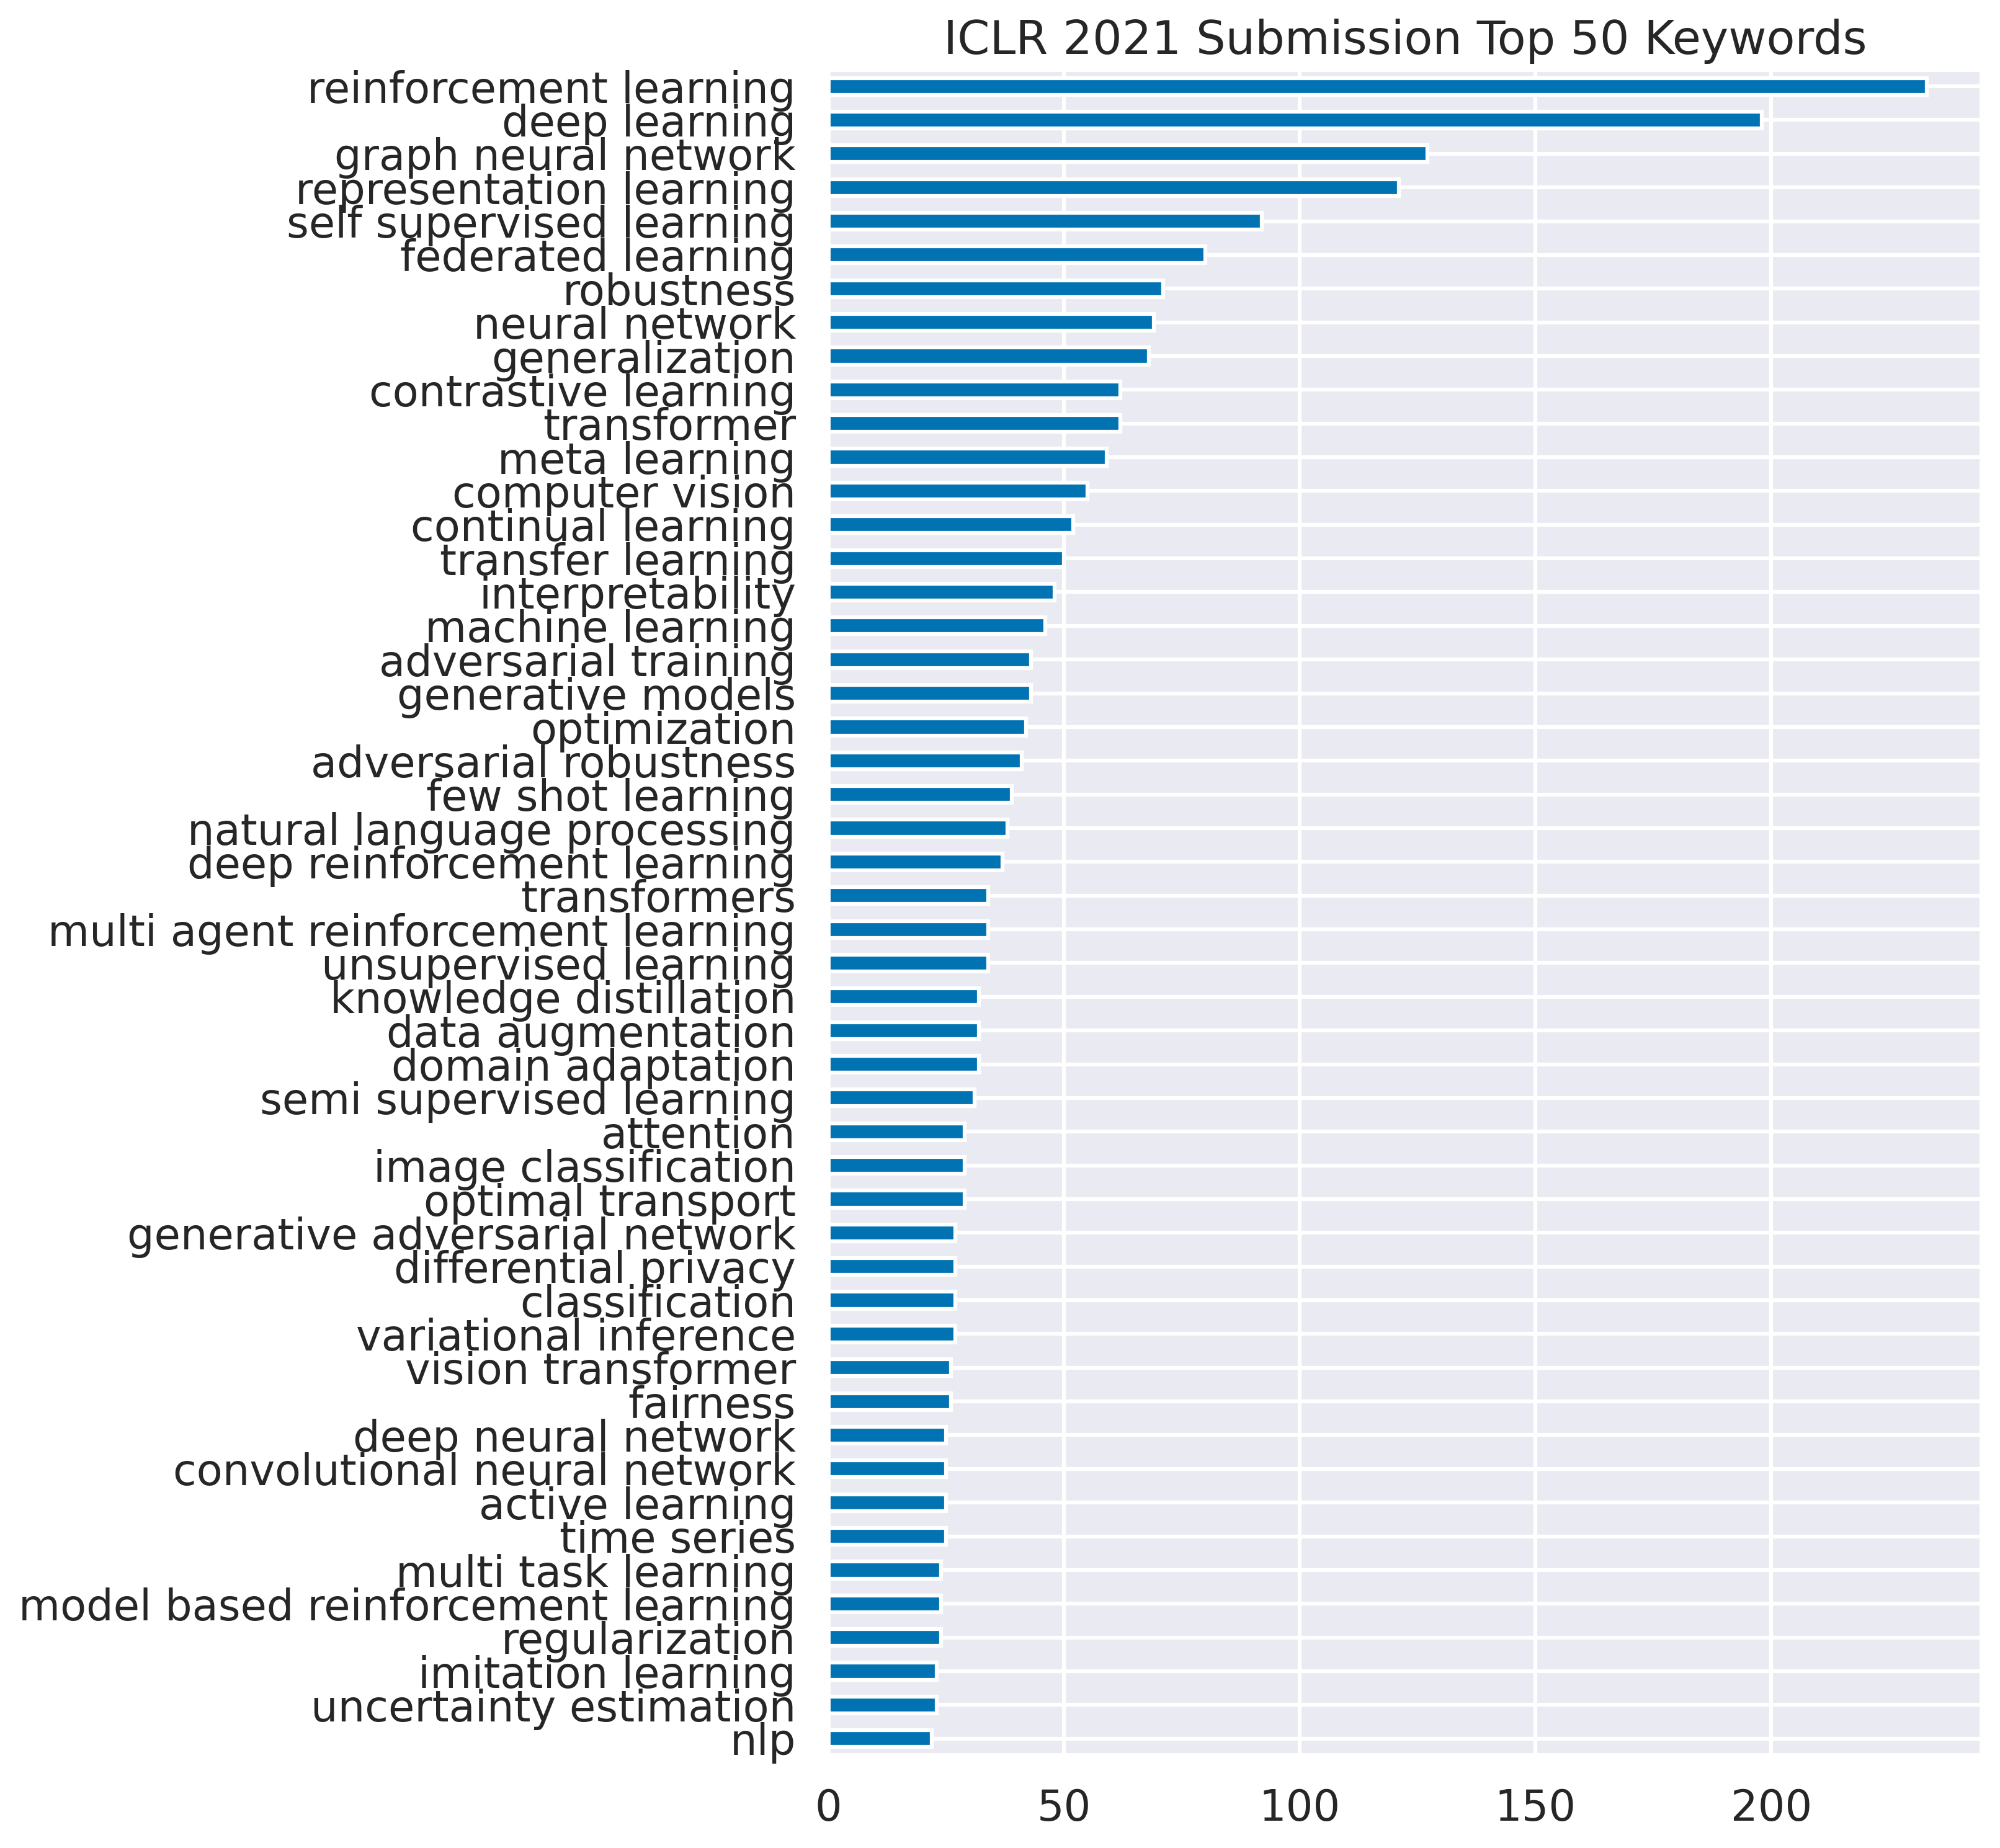 ICLR 2021 Submission Top 50 Keywords
reinforcement learning
deep learning
graph neural network
representation learning
self supervised learning
federated learning
robustness
neural network
generalization
contrastive learning
transformer
meta learning
computer vision
continual learning
transfer learning
interpretability
machine learning
adversarial training
generative models
optimization
adversarial robustness
few shot learning
natural language processing
deep reinforcement learning
transformers
multi agent reinforcement learning
unsupervised learning
knowledge distillation
data augmentation
domain adaptation
semi supervised learning
attention
image classification
optimal transport
generative adversarial network
differential privacy
classification
variational inference
vision transformer
fairness
deep neural network
convolutional neural network
active learning
time series
multi task learning
model based reinforcement learning
regularization
imitation learning
uncertainty estimation
nlp
0 50 100 150 200